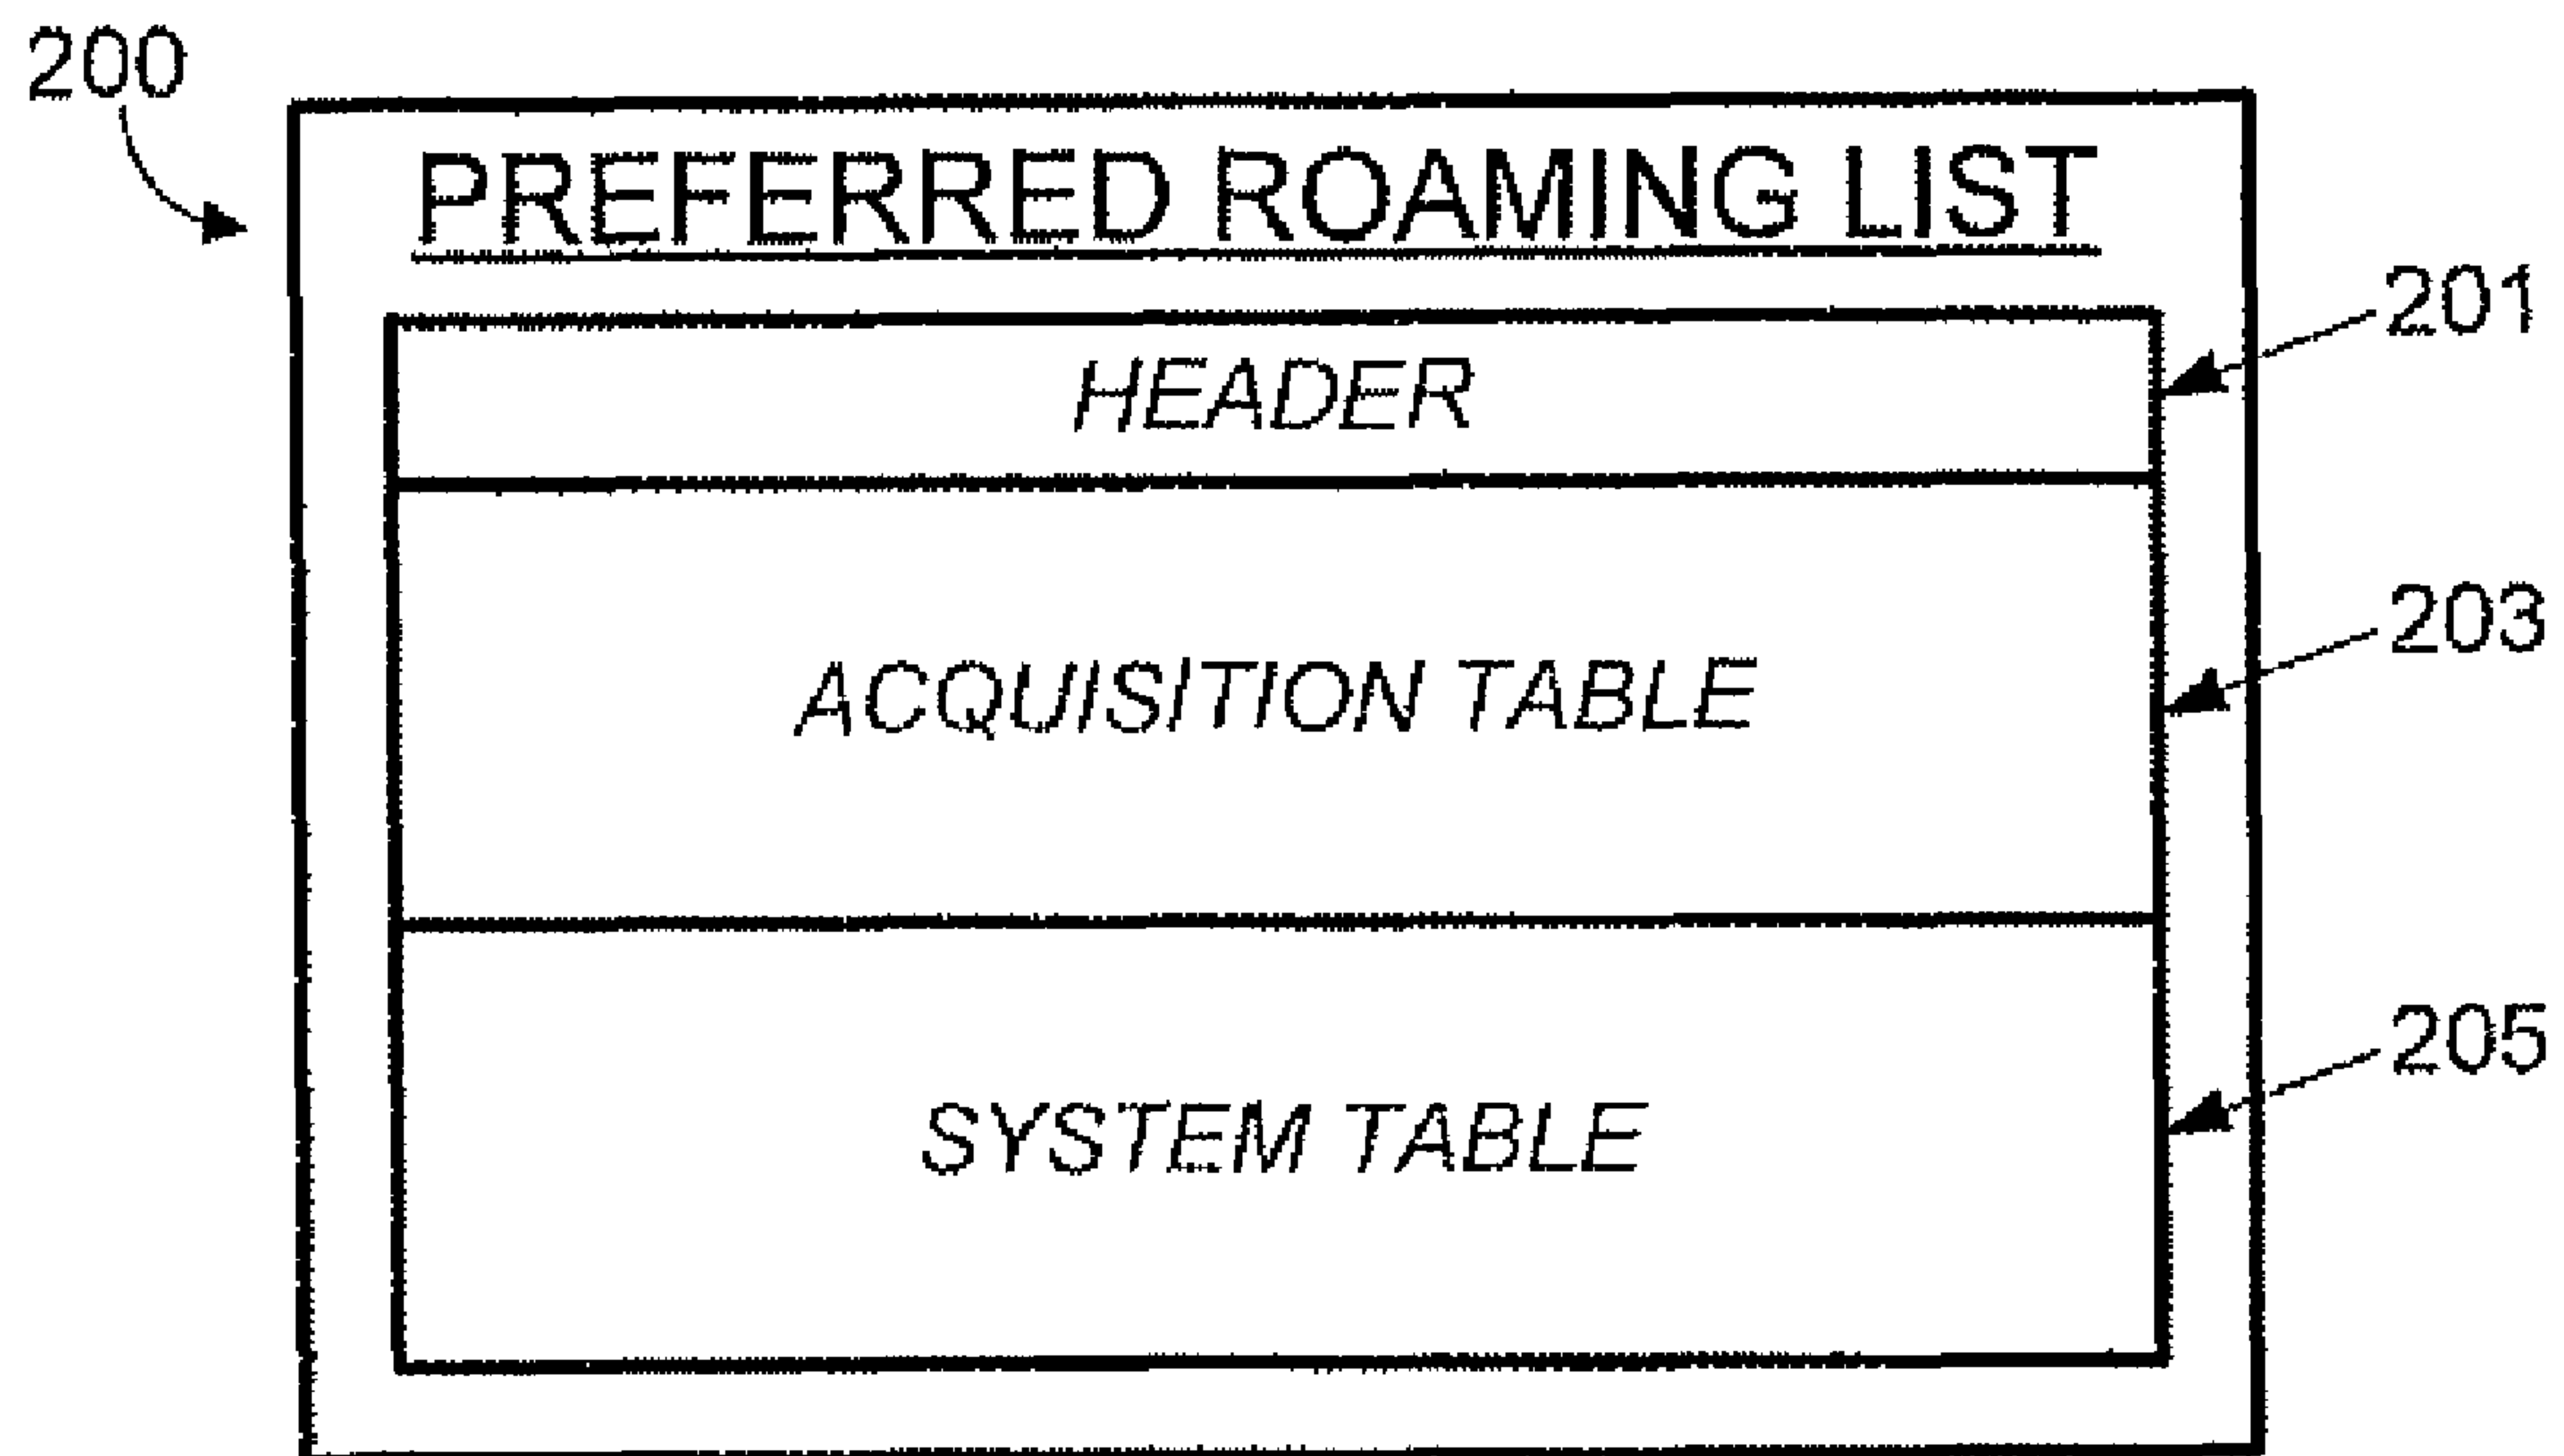 200
PREFERRED ROAMING LIST
201
HEADER
203
ACQUISITION TABLE
205
SYSTEM TABLE